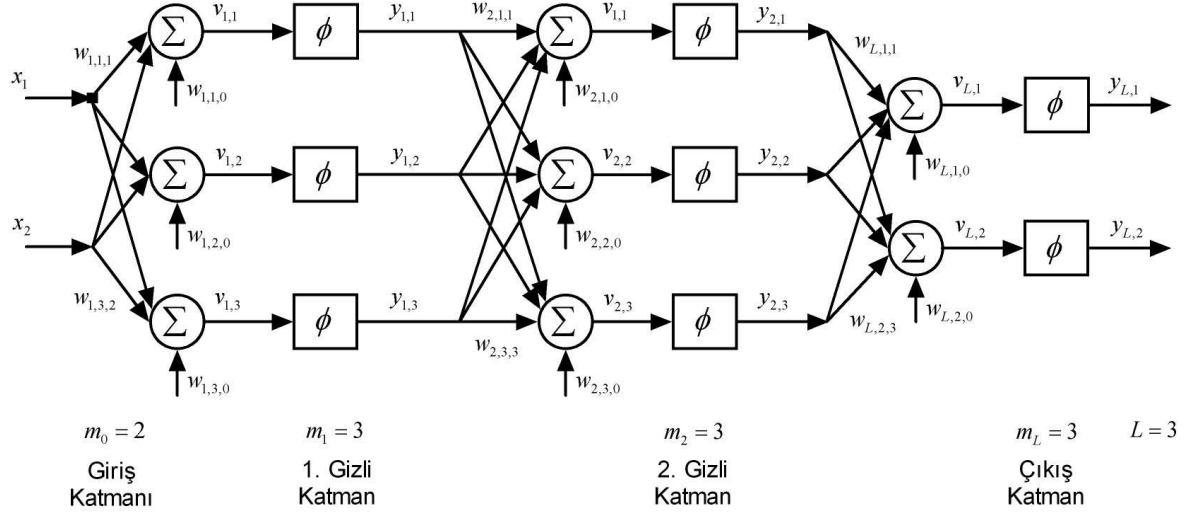 v1,1 y1,1 w2,1,1 v1,1 y2,1
Σ ϕ Σ ϕ
w1,1,1 wL,1,1
x1 w1,1,0 w2,1,0 vL,1 yL,1
Σ ϕ
v1,2 y1,2 v2,2 y2,2
Σ ϕ Σ ϕ wL,1,0
x2 w1,2,0 w2,2,0 vL,2 yL,2
Σ ϕ
w1,3,2 v1,3 y1,3 v2,3 y2,3
Σ ϕ Σ ϕ wL,2,3 wL,2,0
w2,3,3
w1,3,0 w2,3,0
m0 = 2 m1 = 3 m2 = 3 mL = 3 L = 3
Giriş 1. Gizli 2. Gizli Çıkış
Katmanı Katman Katman Katman